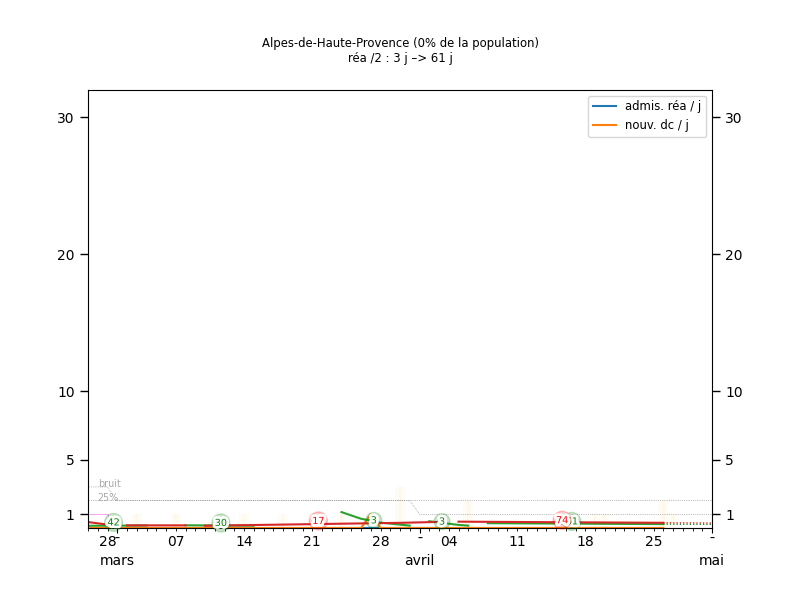 Alpes-de-Haute-Provence (0% de la population)
réa /2 : 3 j –> 61 j
admis. réa / j
nouv. dc / j
30 30
20 20
10 10
5 5
bruit
25%
1 1
42 30 17 3 3 74 1
28 07 14 21 28 04 11 18 25
mars avril mai